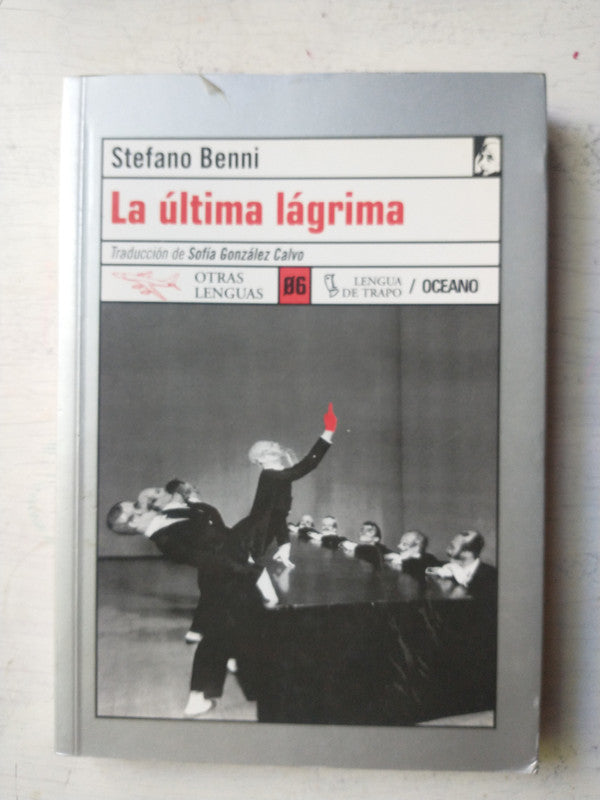 Stefano Benni
La última lágrima
Traducción de Sofía González Calvo
OTRAS
LENGUAS
06
LENGUA
DE TRAPO / OCEANO